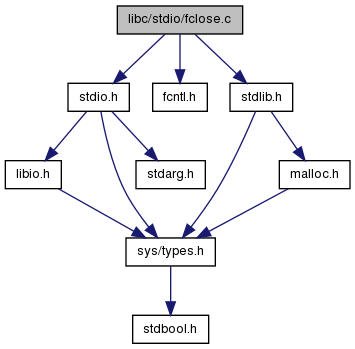 libc/stdio/fclose.c
stdio.h
fcntl.h
stdlib.h
libio.h
stdarg.h
malloc.h
sys/types.h
stdbool.h